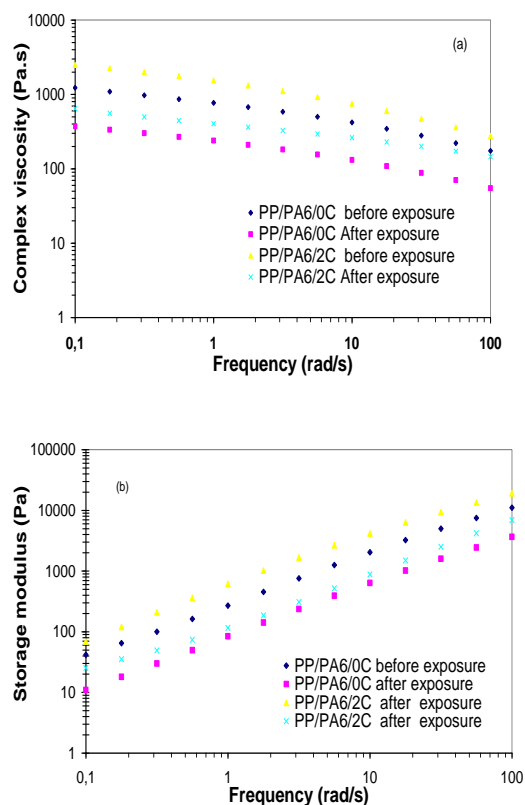 (a)
Complex viscosity (Pa.s)
10000
1000
100
10
1
PP/PA6/0C before exposure
PP/PA6/0C After exposure
PP/PA6/2C before exposure
PP/PA6/2C After exposure
0,1 1 10 100
Frequency (rad/s)
(b)
Storage modulus (Pa)
100000
10000
1000
100
10
1
PP/PA6/0C before exposure
PP/PA6/0C after exposure
PP/PA6/2C after exposure
PP/PA6/2C after exposure
0,1 1 10 100
Frequency (rad/s)